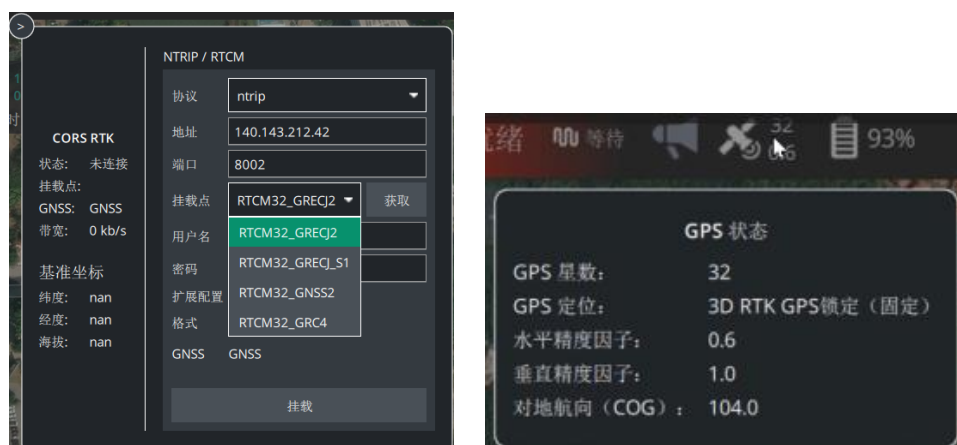 >
NTRIP / RTCM
协议 ntrip
地址 140.143.212.42
端口 8002
挂载点 RTCM32_GRECJ2 获取
RTCM32_GRECJ2
RTCM32_GRECJ_S1
RTCM32_GNSS2
RTCM32_GRC4
用户名
密码
扩展配置
格式
GNSS GNSS
挂载
CORS RTK
状态: 未连接
挂载点:
GNSS: GNSS
带宽: 0 kb/s
基准坐标
纬度: nan
经度: nan
海拔: nan
1
0
时
绪 等待 32 93%
GPS 状态
GPS 星数: 32
GPS 定位: 3D RTK GPS锁定（固定）
水平精度因子: 0.6
垂直精度因子: 1.0
对地航向（COG）: 104.0